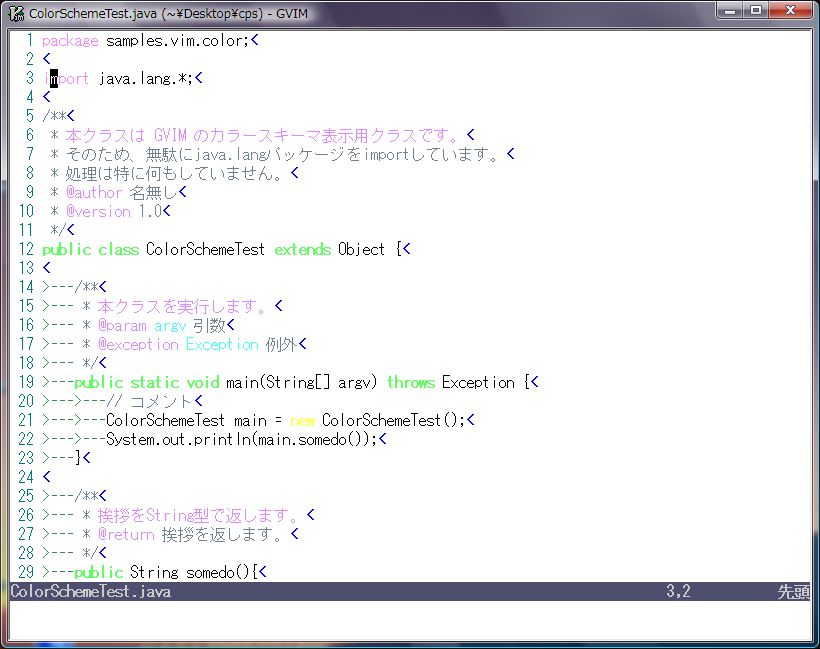 ColorSchemeTest.java (~¥Desktop¥cps) - GVIM
1 package samples.vim.color;<
2 <
3 import java.lang.*;<
4 <
5 /**<
6  * 本クラスは GVIM のカラースキーマ表示用クラスです。<
7  * そのため、無駄にjava.langパッケージをimportしています。<
8  * 処理は特に何もしていません。<
9  * @author 名無し<
10  * @version 1.0<
11  */<
12 public class ColorSchemeTest extends Object {<
13 <
14 >---/**<
15 >--- * 本クラスを実行します。<
16 >--- * @param argv 引数<
17 >--- * @exception Exception 例外<
18 >--- */<
19 >---public static void main(String[] argv) throws Exception {<
20 >--->---// コメント<
21 >--->---ColorSchemeTest main = new ColorSchemeTest();<
22 >--->---System.out.println(main.somedo());<
23 >---}<
24 <
25 >---/**<
26 >--- * 挨拶をString型で返します。<
27 >--- * @return 挨拶を返します。<
28 >--- */<
29 >---public String somedo(){<
ColorSchemeTest.java 3,2 先頭